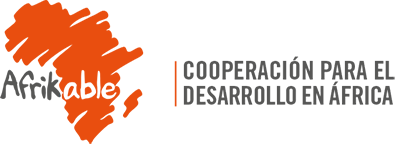 Afrikable
COOPERACIÓN PARA EL
DESARROLLO EN ÁFRICA